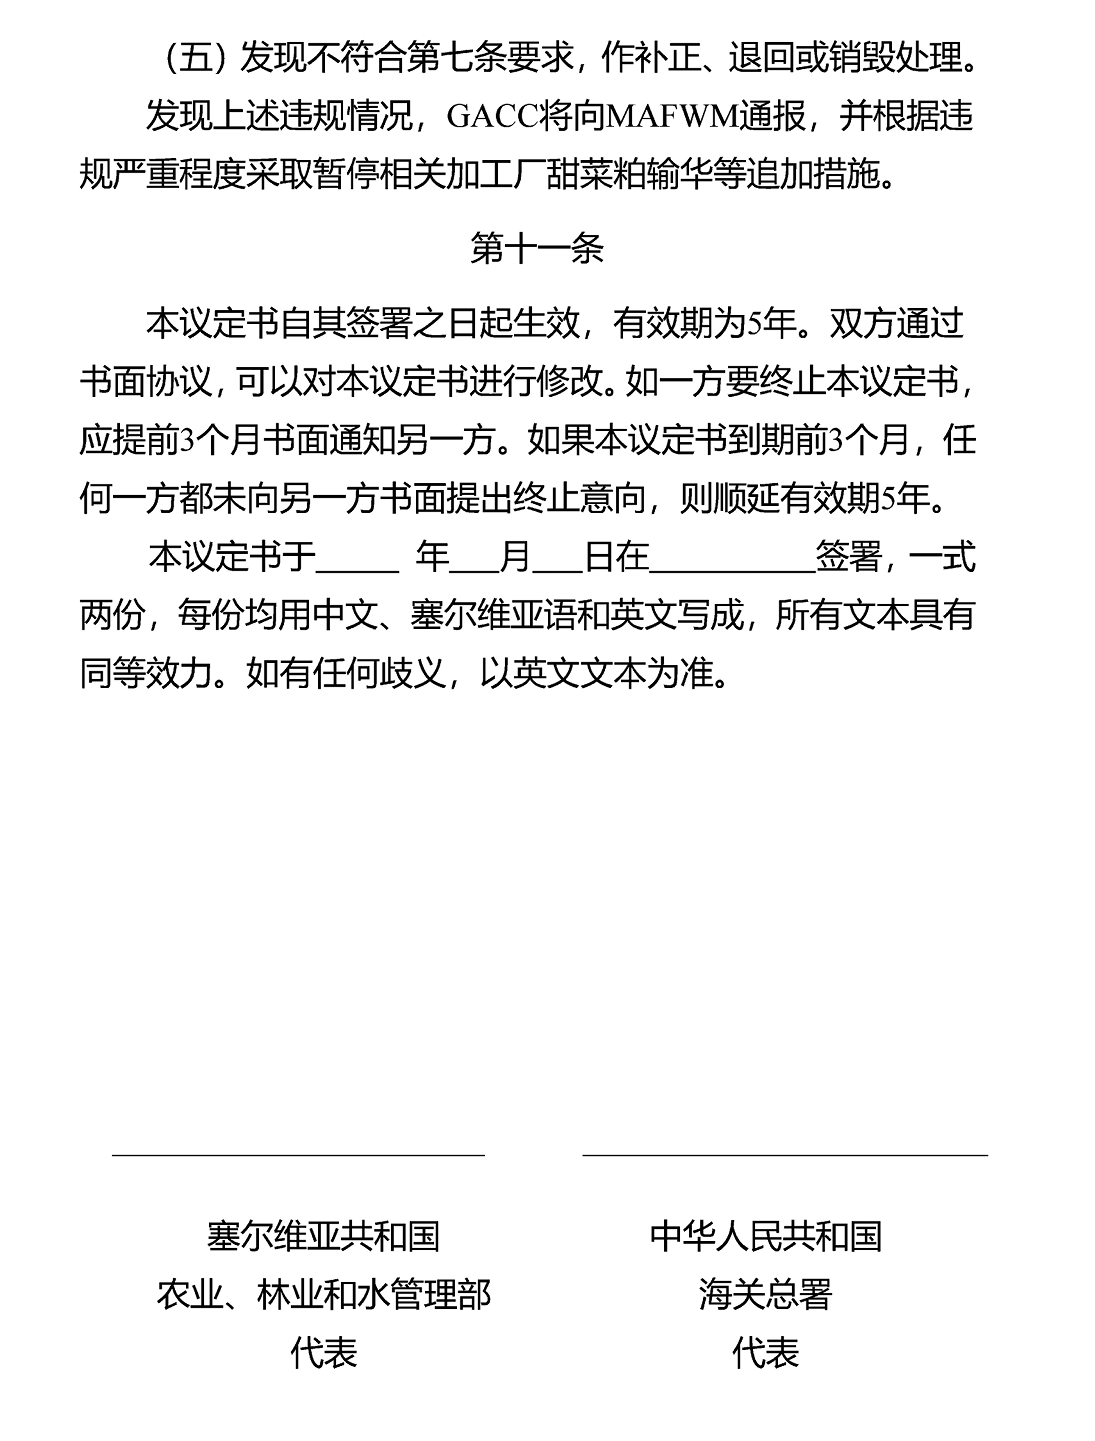 （五）发现不符合第七条要求，作补正、退回或销毁处理。
发现上述违规情况，GACC将向MAFWM通报，并根据违
规严重程度采取暂停相关加工厂甜菜粕输华等追加措施。
第十一条
本议定书自其签署之日起生效，有效期为5年。双方通过
书面协议，可以对本议定书进行修改。如一方要终止本议定书，
应提前3个月书面通知另一方。如果本议定书到期前3个月，任
何一方都未向另一方书面提出终止意向，则顺延有效期5年。
本议定书于_____ 年___月___日在__________签署，一式
两份，每份均用中文、塞尔维亚语和英文写成，所有文本具有
同等效力。如有任何歧义，以英文文本为准。
塞尔维亚共和国
农业、林业和水管理部
代表
中华人民共和国
海关总署
代表